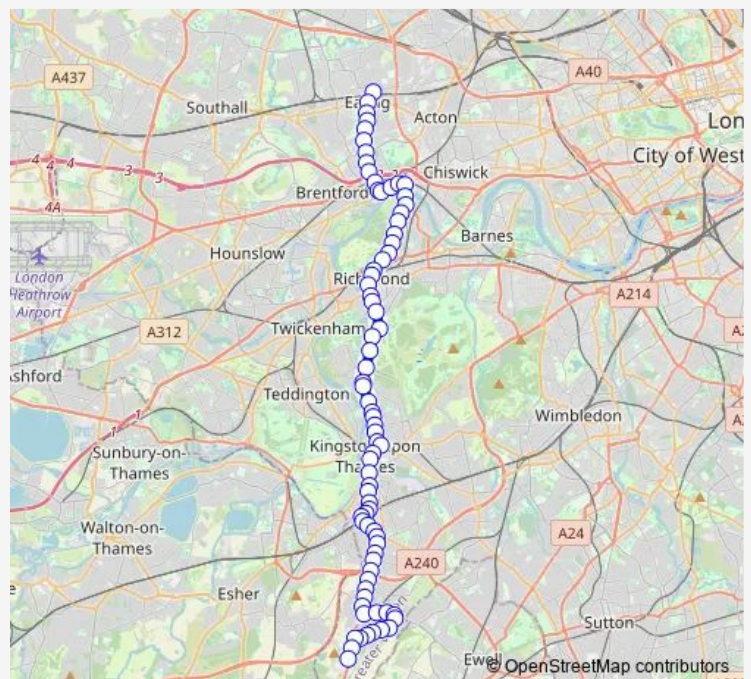 A437
A40
Southall
Ealing
Acton
Lon
City of West
4 4 4 3 3
Chiswick
Brentford
4A
Barnes
Hounslow
London
Heathrow
Airport
Richmond
A214
A312
Twickenham
Ashford
Teddington
Wimbledon
Kingston upon
Thames
Sunbury-on-
Thames
1 1
Walton-on-
Thames
A24
A240
Esher
Sutton
Ewell
© OpenStreetMap contributors